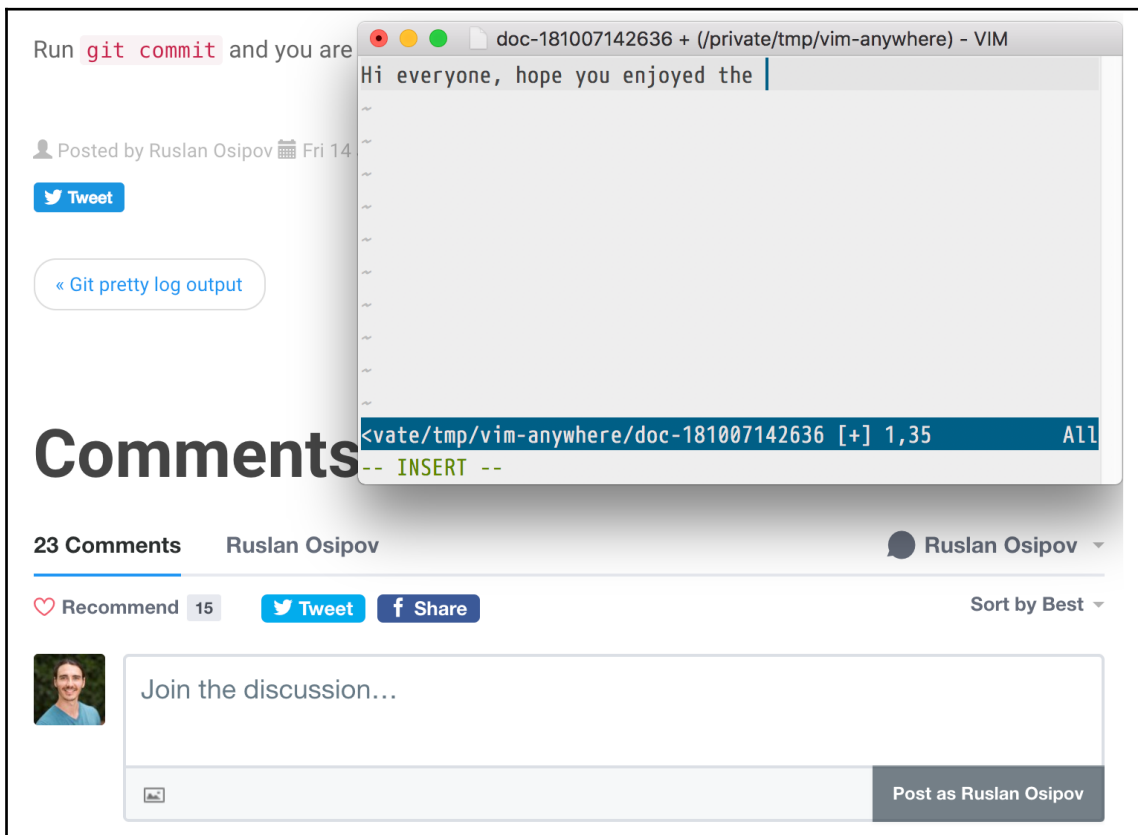 Run git commit and you are
doc-181007142636 + (/private/tmp/vim-anywhere) - VIM
Hi everyone, hope you enjoyed the
~
~
~
~
~
~
~
~
~
~
<vate/tmp/vim-anywhere/doc-181007142636 [+] 1,35 All
-- INSERT --
Posted by Ruslan Osipov Fri 14
Tweet
« Git pretty log output
Comments
23 Comments Ruslan Osipov Ruslan Osipov
Recommend 15 Tweet f Share Sort by Best
Join the discussion…
Post as Ruslan Osipov